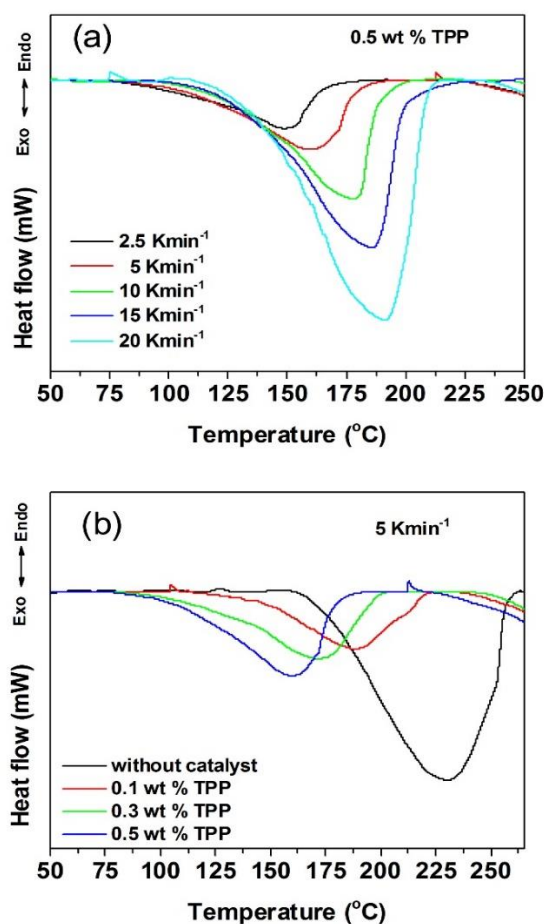 (a)
0.5 wt % TPP
Exo ↔ Endo
Heat flow (mW)
2.5 Kmin⁻¹
5 Kmin⁻¹
10 Kmin⁻¹
15 Kmin⁻¹
20 Kmin⁻¹
50 75 100 125 150 175 200 225 250
Temperature (°C)
(b)
5 Kmin⁻¹
Exo ↔ Endo
Heat flow (mW)
without catalyst
0.1 wt % TPP
0.3 wt % TPP
0.5 wt % TPP
50 75 100 125 150 175 200 225 250
Temperature (°C)